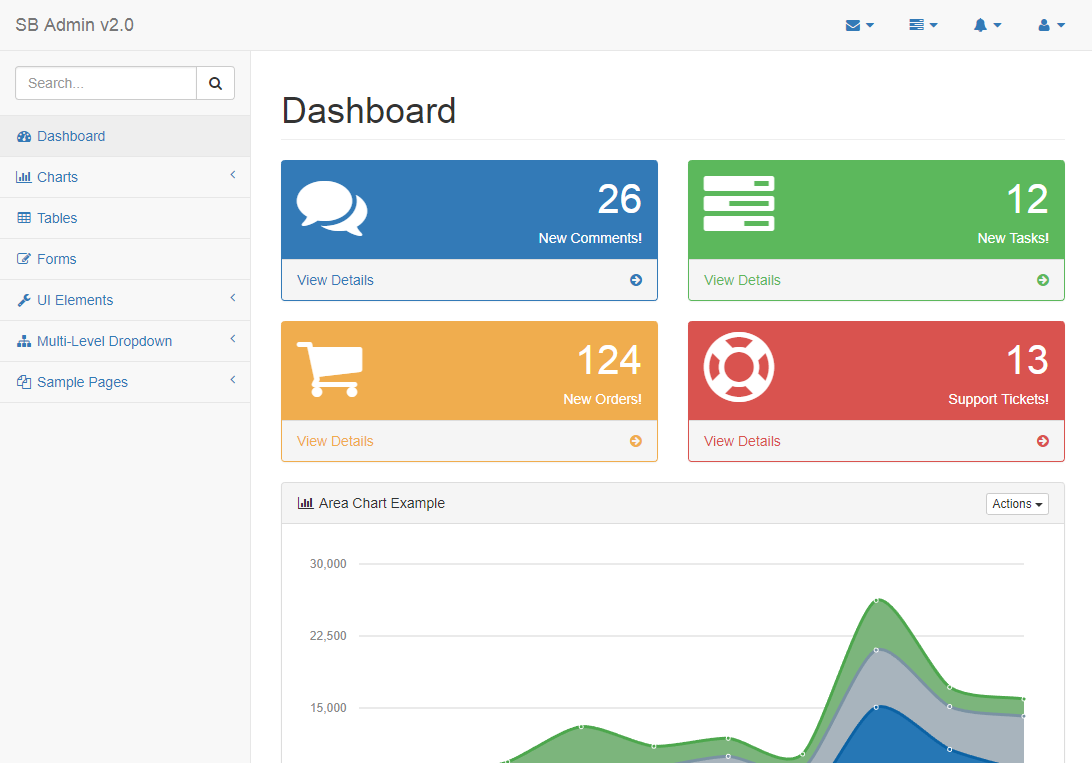 SB Admin v2.0
Search...
Dashboard
Charts
Tables
Forms
UI Elements
Multi-Level Dropdown
Sample Pages
Dashboard
26
New Comments!
View Details
12
New Tasks!
View Details
124
New Orders!
View Details
13
Support Tickets!
View Details
Area Chart Example
Actions
30,000
22,500
15,000